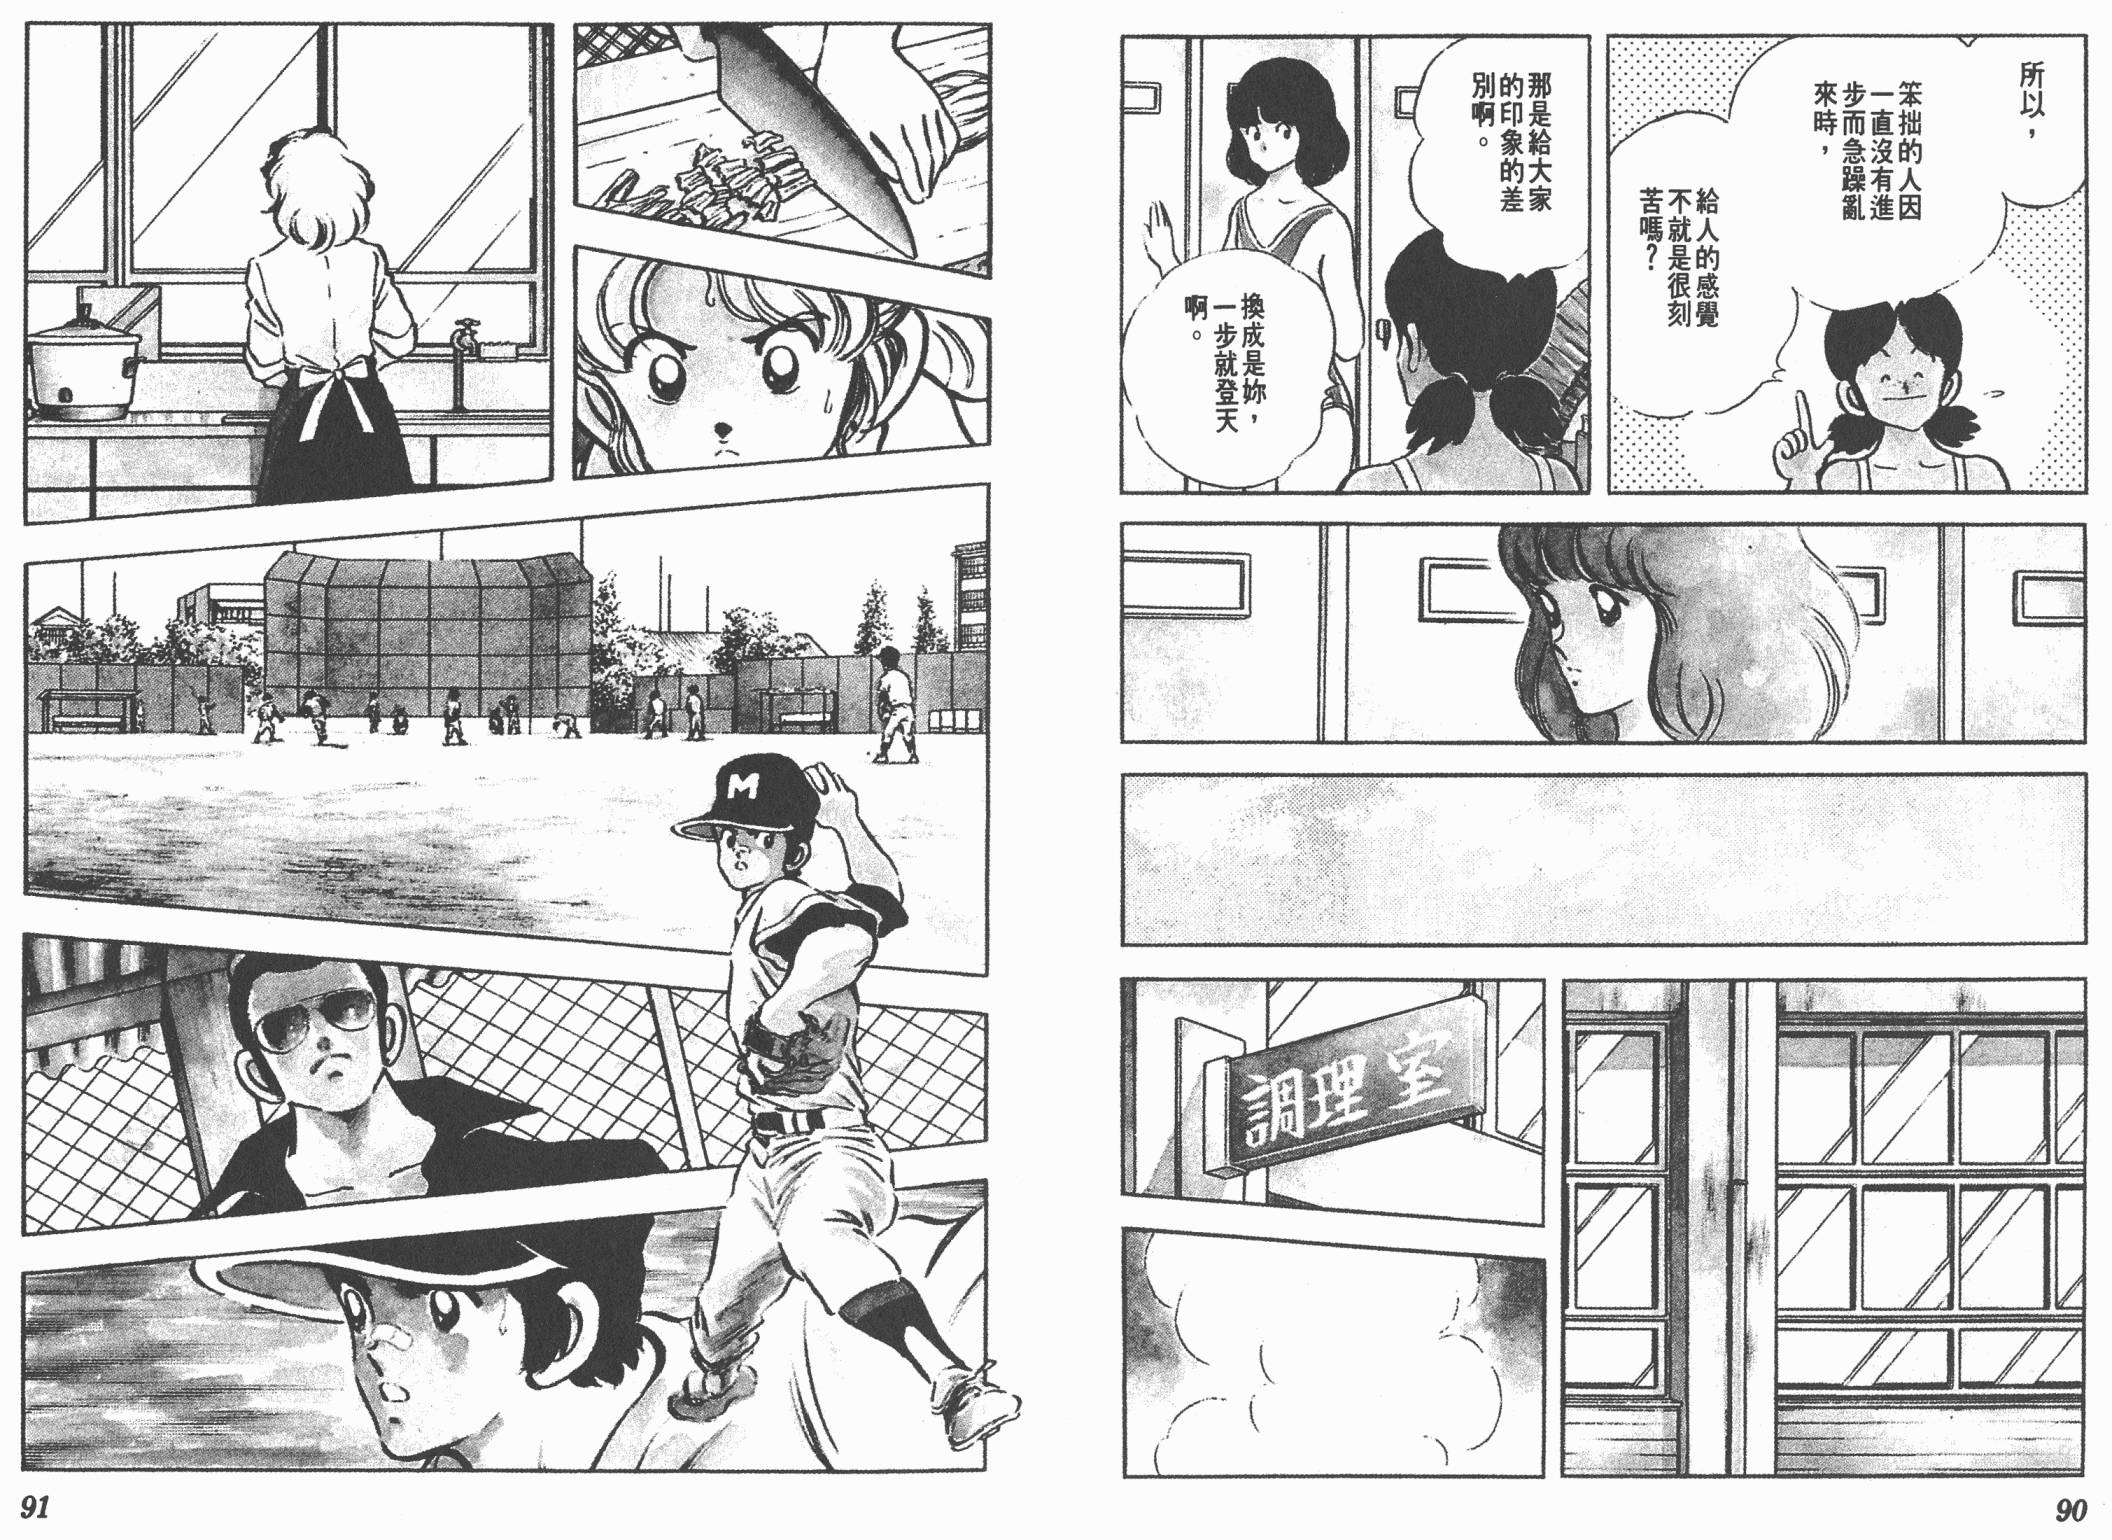 所以，
笨拙的人因
一直沒有進
步而急躁亂
來時，
給人的感覺
不就是很刻
苦嗎？
那是給大家
的印象的差
別啊。
換成是妳，
一步就登天
啊。
調理室
90
M
91